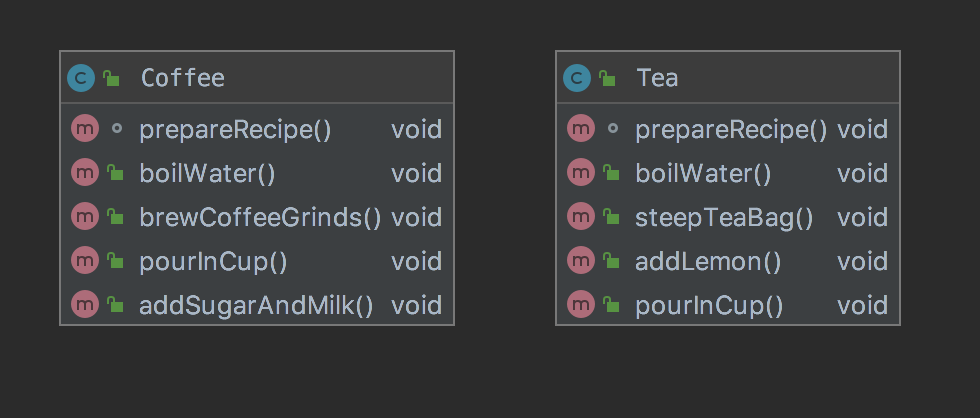 C Coffee
m prepareRecipe() void
m boilWater() void
m brewCoffeeGrinds() void
m pourInCup() void
m addSugarAndMilk() void
C Tea
m prepareRecipe() void
m boilWater() void
m steepTeaBag() void
m addLemon() void
m pourInCup() void